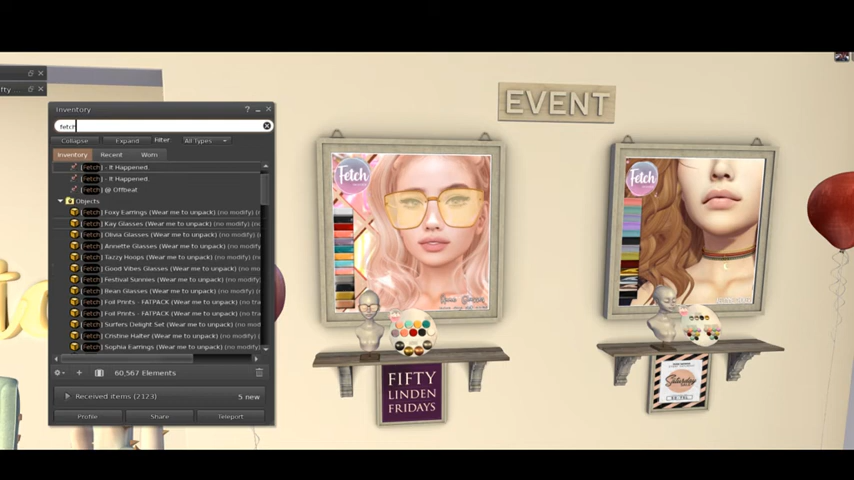 fty ...
Inventory
fetch
Collapse
Expand
Filter:
All Types
Inventory
Recent
Worn
[Fetch] - It Happened.
[Fetch] - It Happened.
[Fetch] @ Offbeat
Objects
[Fetch] Foxy Earrings (Wear me to unpack) (no modify) (
[Fetch] Kay Glasses (Wear me to unpack) (no modify) (no
[Fetch] Olivia Glasses (Wear me to unpack) (no modify) (
[Fetch] Annette Glasses (Wear me to unpack) (no modify)
[Fetch] Tazzy Hoops (Wear me to unpack) (no modify) (n
[Fetch] Good Vibes Glasses (Wear me to unpack) (no mo
[Fetch] Festival Sunnies (Wear me to unpack) (no modify
[Fetch] Bean Glasses (Wear me to unpack) (no modify) (n
[Fetch] Foil Prints - FATPACK (Wear me to unpack) (no tra
[Fetch] Foil Prints - FATPACK (Wear me to unpack) (no mo
[Fetch] Surfers Delight Set (Wear me to unpack) (no modi
[Fetch] Cristine Halter (Wear me to unpack) (no modify)
[Fetch] Sophia Earrings (Wear me to unpack) (no modify)
60,567 Elements
Received items (2123)
5 new
Profile
Share
Teleport
EVENT
Fetch
Fetch
FIFTY
LINDEN
FRIDAYS
Saturday